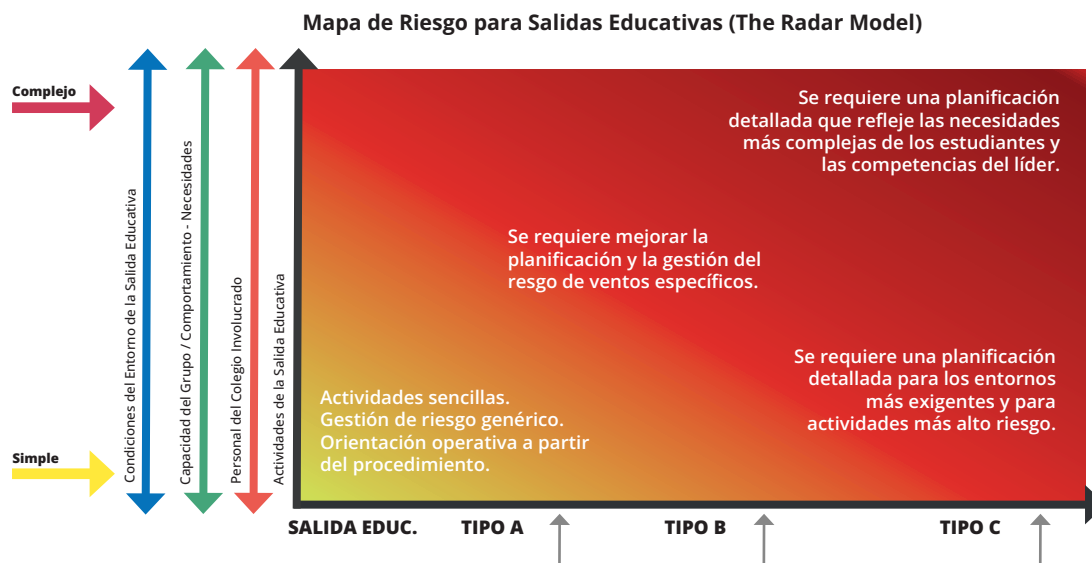 Mapa de Riesgo para Salidas Educativas (The Radar Model)
Complejo
Simple
Condiciones del Entorno de la Salida Educativa
Capacidad del Grupo / Comportamiento - Necesidades
Personal del Colegio Involucrado
Actividades de la Salida Educativa
Se requiere una planificación
detallada que refleje las necesidades
más complejas de los estudiantes y
las competencias del líder.
Se requiere mejorar la
planificación y la gestión del
resgo de ventos específicos.
Se requiere una planificación
detallada para los entornos
más exigentes y para
actividades más alto riesgo.
Actividades sencillas.
Gestión de riesgo genérico.
Orientación operativa a partir
del procedimiento.
SALIDA EDUC.
TIPO A
TIPO B
TIPO C